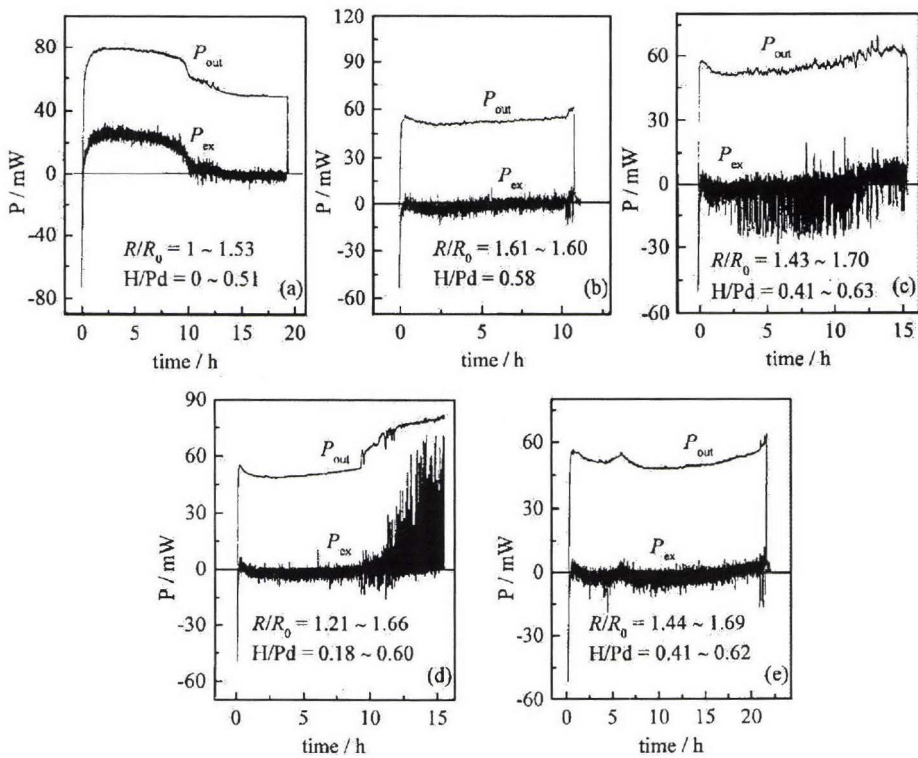 80
40
0
-40
-80
P / mW
P_out
P_ex
R/R_0 = 1 ~ 1.53
H/Pd = 0 ~ 0.51
(a)
0 5 10 15 20
time / h
120
90
60
30
0
-30
-60
P / mW
P_out
P_ex
R/R_0 = 1.61 ~ 1.60
H/Pd = 0.58
(b)
0 5 10
time / h
60
30
0
-30
-60
P / mW
P_out
P_ex
R/R_0 = 1.43 ~ 1.70
H/Pd = 0.41 ~ 0.63
(c)
0 5 10 15
time / h
90
60
30
0
-30
-60
P / mW
P_out
P_ex
R/R_0 = 1.21 ~ 1.66
H/Pd = 0.18 ~ 0.60
(d)
0 5 10 15
time / h
60
30
0
-30
-60
P / mW
P_out
P_ex
R/R_0 = 1.44 ~ 1.69
H/Pd = 0.41 ~ 0.62
(e)
0 5 10 15 20
time / h